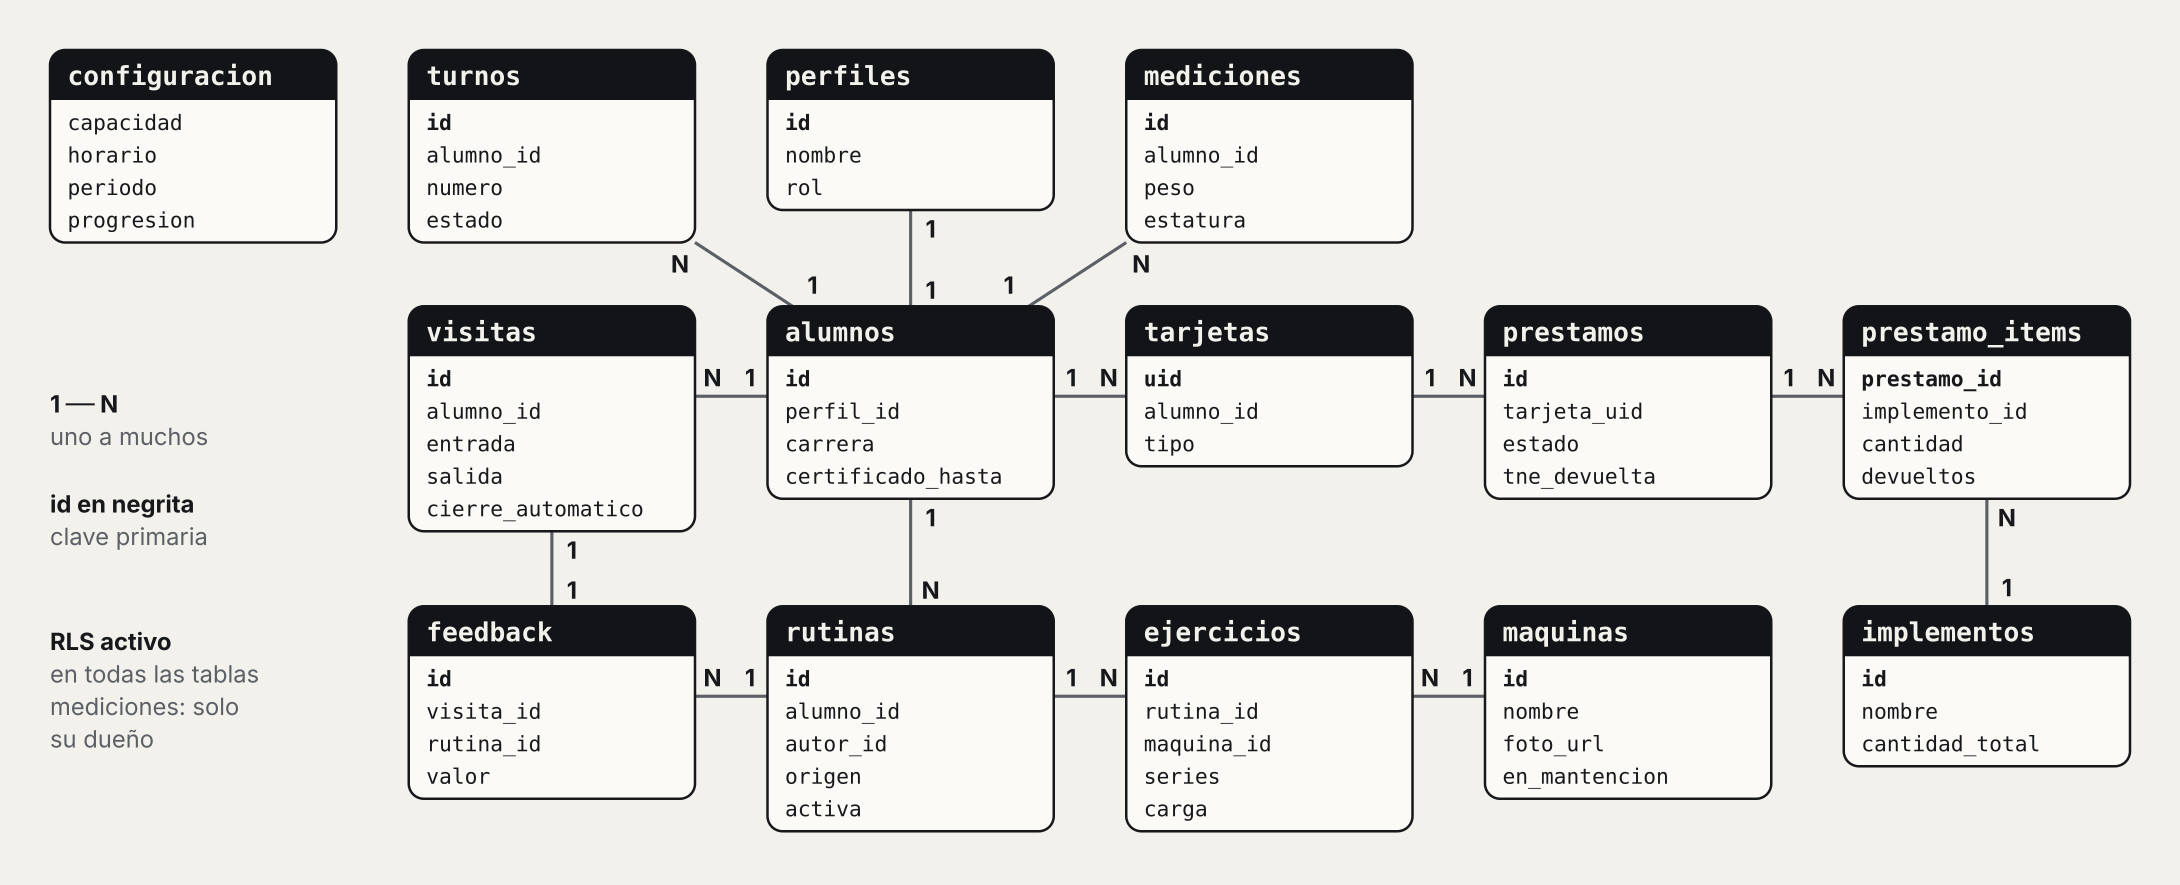 configuracion
capacidad
horario
periodo
progresion
turnos
id
alumno_id
numero
estado
perfiles
id
nombre
rol
mediciones
id
alumno_id
peso
estatura
N
1
1
1
1
N
1 — N
uno a muchos
id en negrita
clave primaria
RLS activo
en todas las tablas
mediciones: solo
su dueño
visitas
id
alumno_id
entrada
salida
cierre_automatico
N 1
alumnos
id
perfil_id
carrera
certificado_hasta
1 N
tarjetas
uid
alumno_id
tipo
1 N
prestamos
id
tarjeta_uid
estado
tne_devuelta
1 N
prestamo_items
prestamo_id
implemento_id
cantidad
devueltos
1
1
1
N
N
1
feedback
id
visita_id
rutina_id
valor
N 1
rutinas
id
alumno_id
autor_id
origen
activa
1 N
ejercicios
id
rutina_id
maquina_id
series
carga
N 1
maquinas
id
nombre
foto_url
en_mantencion
implementos
id
nombre
cantidad_total